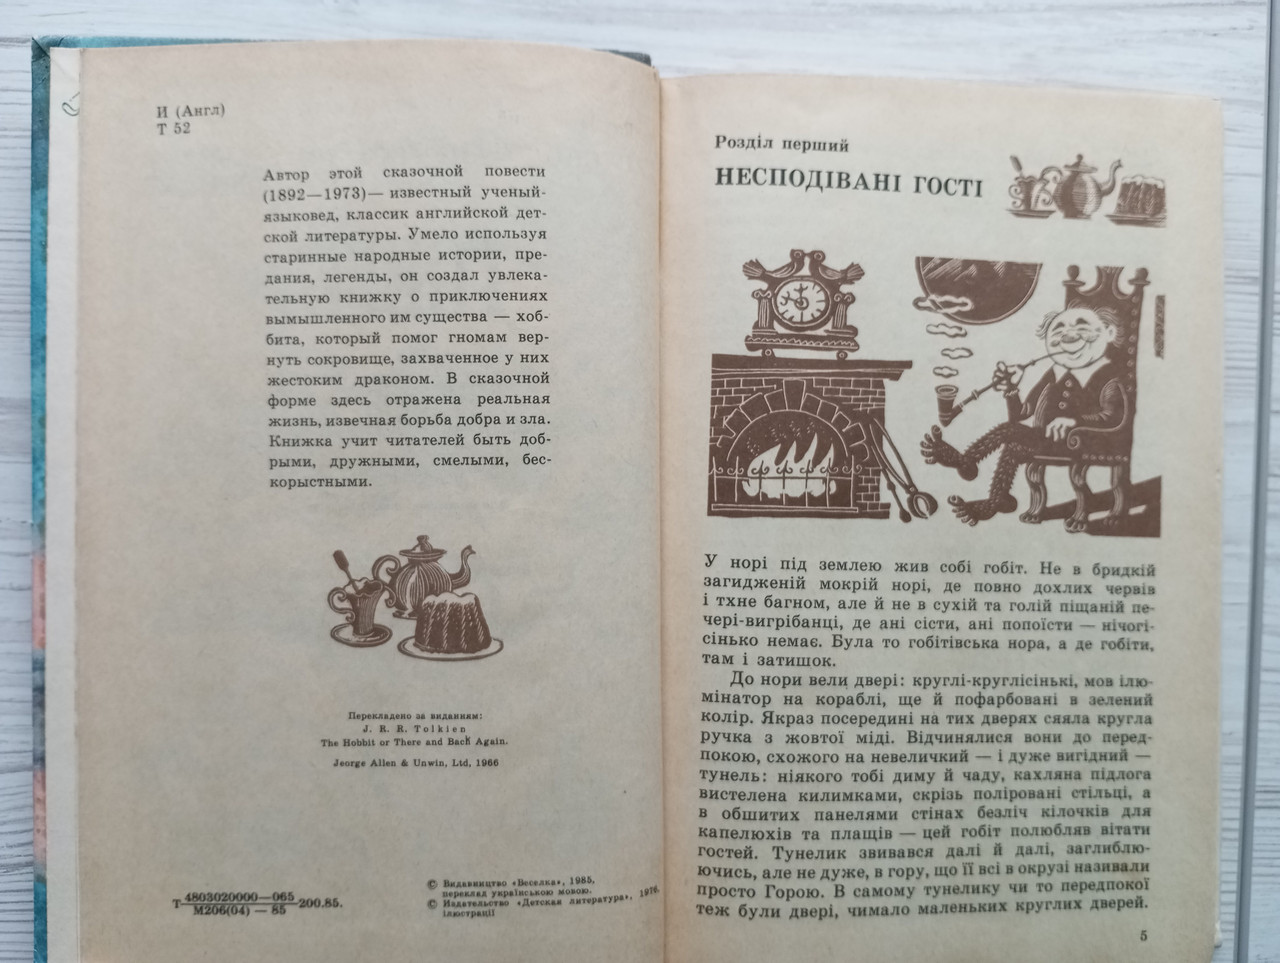 И (Англ)
Т 52
Автор этой сказочной повести
(1892—1973)— известный ученый-
языковед, классик английской дет-
ской литературы. Умело используя
старинные народные истории, пре-
дания, легенды, он создал увлека-
тельную книжку о приключениях
вымышленного им существа — хоб-
бита, который помог гномам вер-
нуть сокровище, захваченное у них
жестоким драконом. В сказочной
форме здесь отражена реальная
жизнь, извечная борьба добра и зла.
Книжка учит читателей быть доб-
рыми, дружными, смелыми, бес-
корыстными.
Перекладено за виданням:
J. R. R. Tolkien
The Hobbit or There and Back Again.
Jeorge Allen & Unwin, Ltd, 1966
Т 4803020000—065 200.85.
М206(04) — 85
© Видавництво «Веселка», 1985,
переклад українською мовою.
© Издательство «Детская литература», 1976,
ілюстрації
Розділ перший
НЕСПОДІВАНІ ГОСТІ
У норі під землею жив собі гобіт. Не в бридкій
загидженій мокрій норі, де повно дохлих червів
і тхне багном, але й не в сухій та голій піщаній пе-
чері-вигрібанці, де ані сісти, ані попоїсти — нічогі-
сінько немає. Була то гобітівська нора, а де гобіти,
там і затишок.
До нори вели двері: круглі-круглісінькі, мов ілю-
мінатор на кораблі, ще й пофарбовані в зелений
колір. Якраз посередині на тих дверях сяяла кругла
ручка з жовтої міді. Відчинялися вони до перед-
покою, схожого на невеличкий — і дуже вигідний —
тунель: ніякого тобі диму й чаду, кахляна підлога
вистелена килимками, скрізь поліровані стільці, а
в обшитих панелями стінах безліч кілочків для
капелюхів та плащів — цей гобіт полюбляв вітати
гостей. Тунелик звивався далі й далі, заглиблю-
ючись, але не дуже, в гору, що її всі в окрузі називали
просто Горою. В самому тунелику чи то передпокої
теж були двері, чимало маленьких круглих дверей.
5